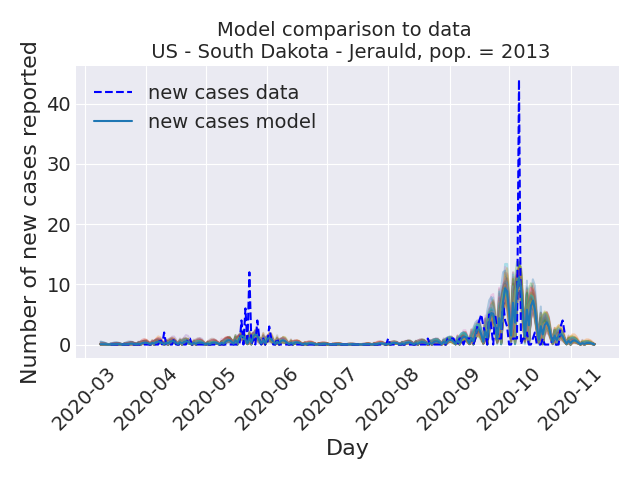 Model comparison to data
US - South Dakota - Jerauld, pop. = 2013
Number of new cases reported
new cases data
new cases model
40
30
20
10
0
2020-03
2020-04
2020-05
2020-06
2020-07
2020-08
2020-09
2020-10
2020-11
Day